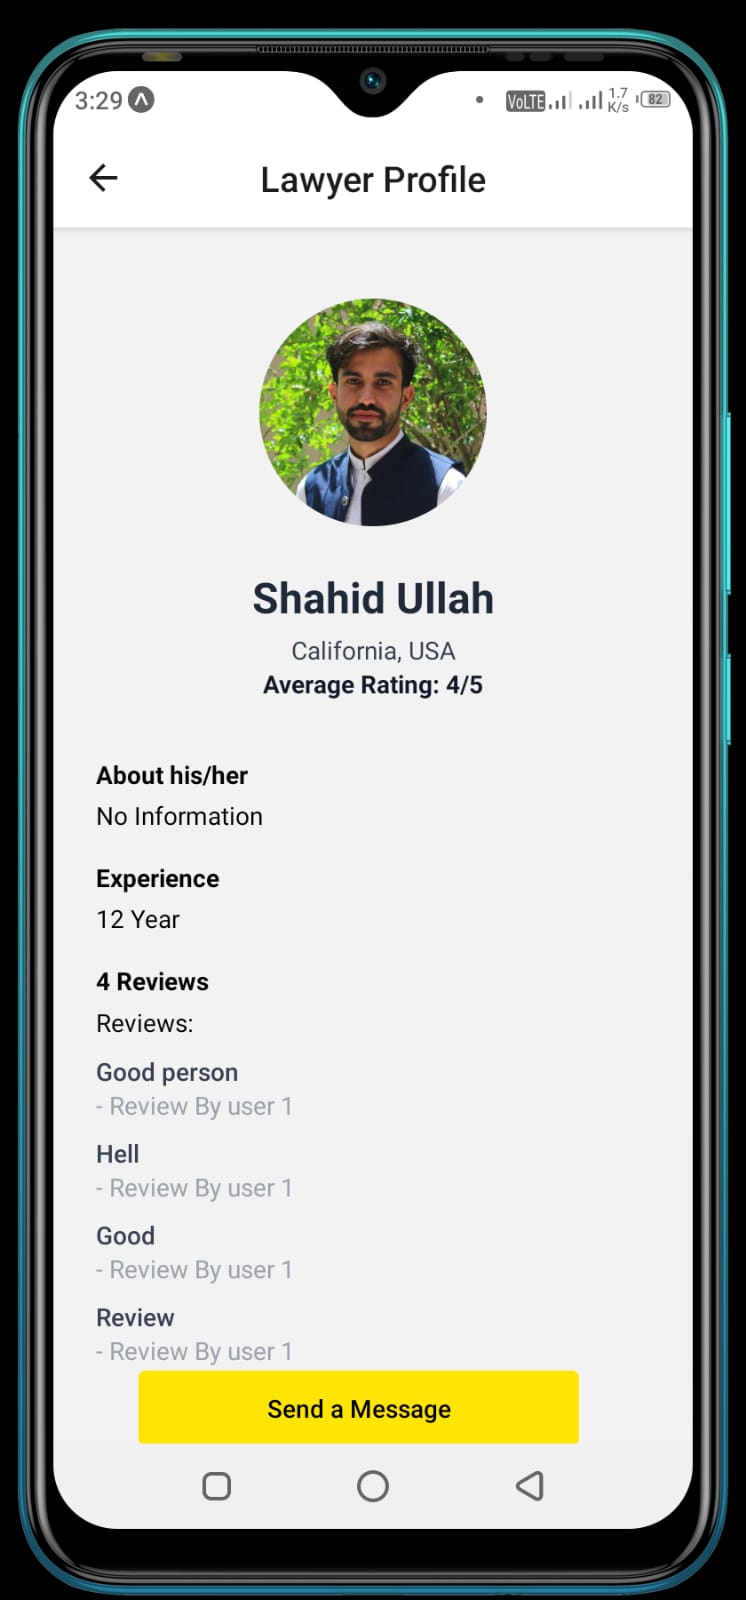 3:29
VoLTE
1.7
K/s
82
Lawyer Profile
Shahid Ullah
California, USA
Average Rating: 4/5
About his/her
No Information
Experience
12 Year
4 Reviews
Reviews:
Good person
- Review By user 1
Hell
- Review By user 1
Good
- Review By user 1
Review
- Review By user 1
Send a Message